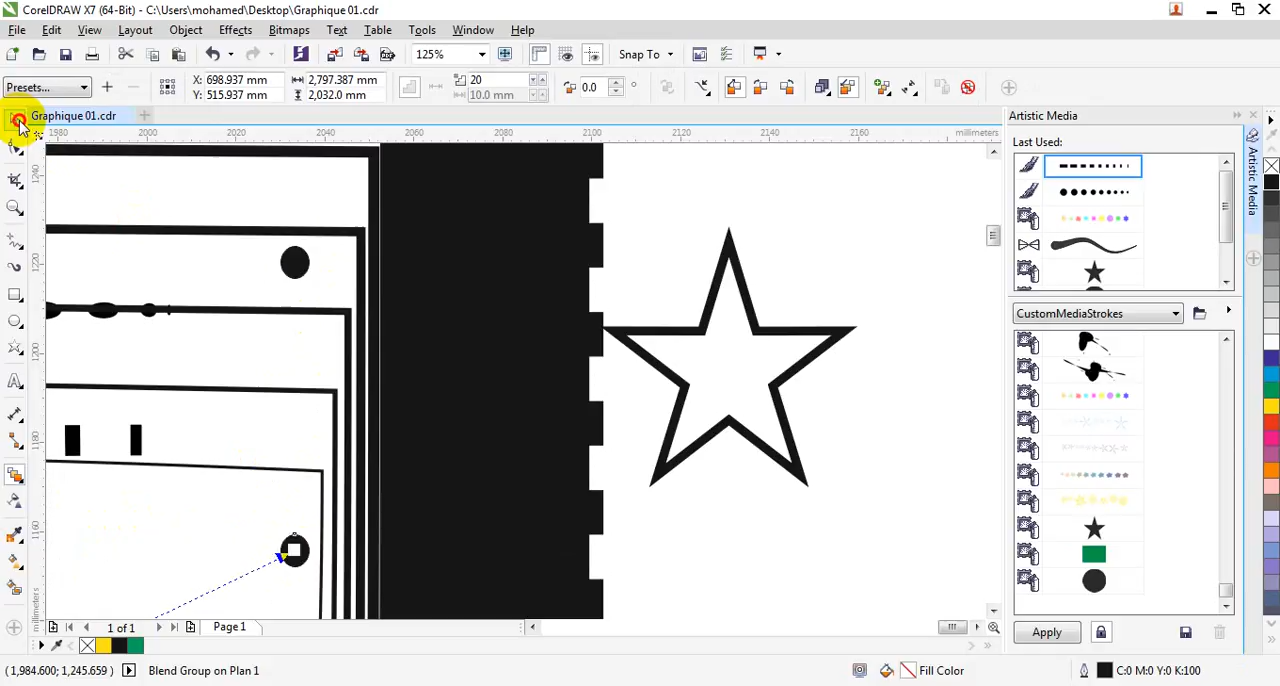 CorelDRAW X7 (64-Bit) - C:\Users\mohamed\Desktop\Graphique 01.cdr
File Edit View Layout Object Effects Bitmaps Text Table Tools Window Help
125% Snap To
Presets... X: 698.937 mm 2,797.387 mm 20 0.0 °
Y: 515.937 mm 2,032.0 mm 10.0 mm
Graphique 01.cdr
Artistic Media
1980 2000 2020 2040 2060 2080 2100 2120 2140 2160 millimeters
Last Used:
1240
1220
1200
1180
1160
millimeters
Artistic Media
CustomMediaStrokes
Apply
1 of 1 Page 1
(1,984.600; 1,245.659) Blend Group on Plan 1 Fill Color C:0 M:0 Y:0 K:100